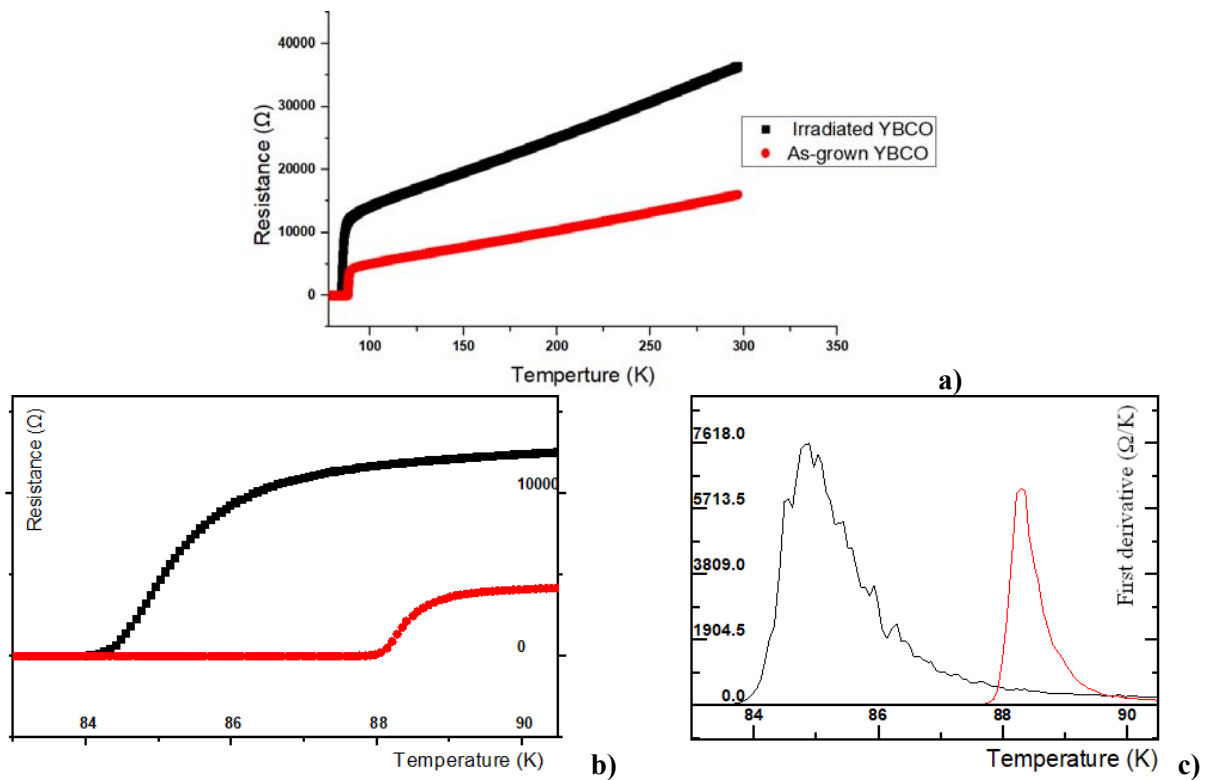 40000
30000
20000
10000
0
Resistance (Ω)
Irradiated YBCO
As-grown YBCO
100 150 200 250 300 350
Temperture (K)
a)
Resistance (Ω)
10000
0
84 86 88 90
Temperature (K)
b)
7618.0
5713.5
3809.0
1904.5
0.0
First derivative (Ω/K)
84 86 88 90
Temperature (K)
c)